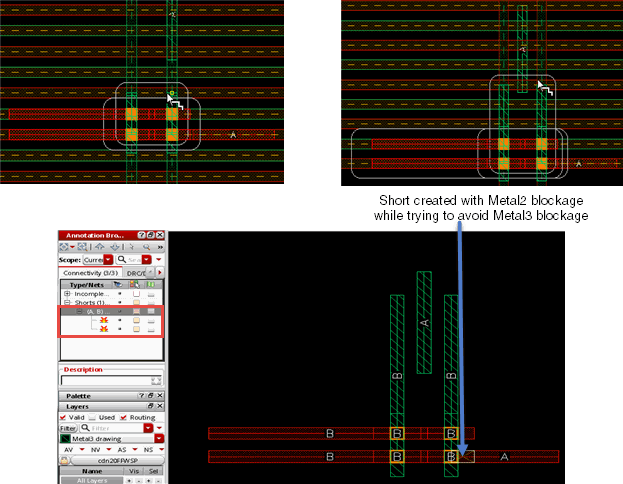 A
A
A
A
Short created with Metal2 blockage
while trying to avoid Metal3 blockage
Annotation Bro...
Scope: Curre
Connectivity (3/3) DRC/D
Type/Nets
Incomple...
Shorts (1)...
(A, B)...
Description
Palette
Layers
Valid Used Routing
Filter Filter
Metal3 drawing
AV NV AS NS
cdn20FFWSP
Name Vis Sel
All Layers
A
B
B
B B B
B B B A